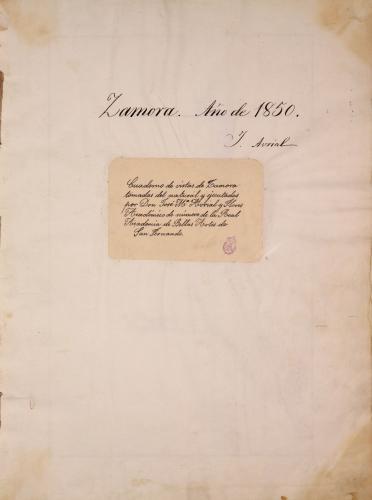 Zamora. Año de 1850.
J. Avrial
Cuaderno de vistas de Zamora
tomadas del natural y ejecutadas
por Don José Mª Avrial y Flores
Académico de número de la Real
Academia de Bellas Artes de
San Fernando.